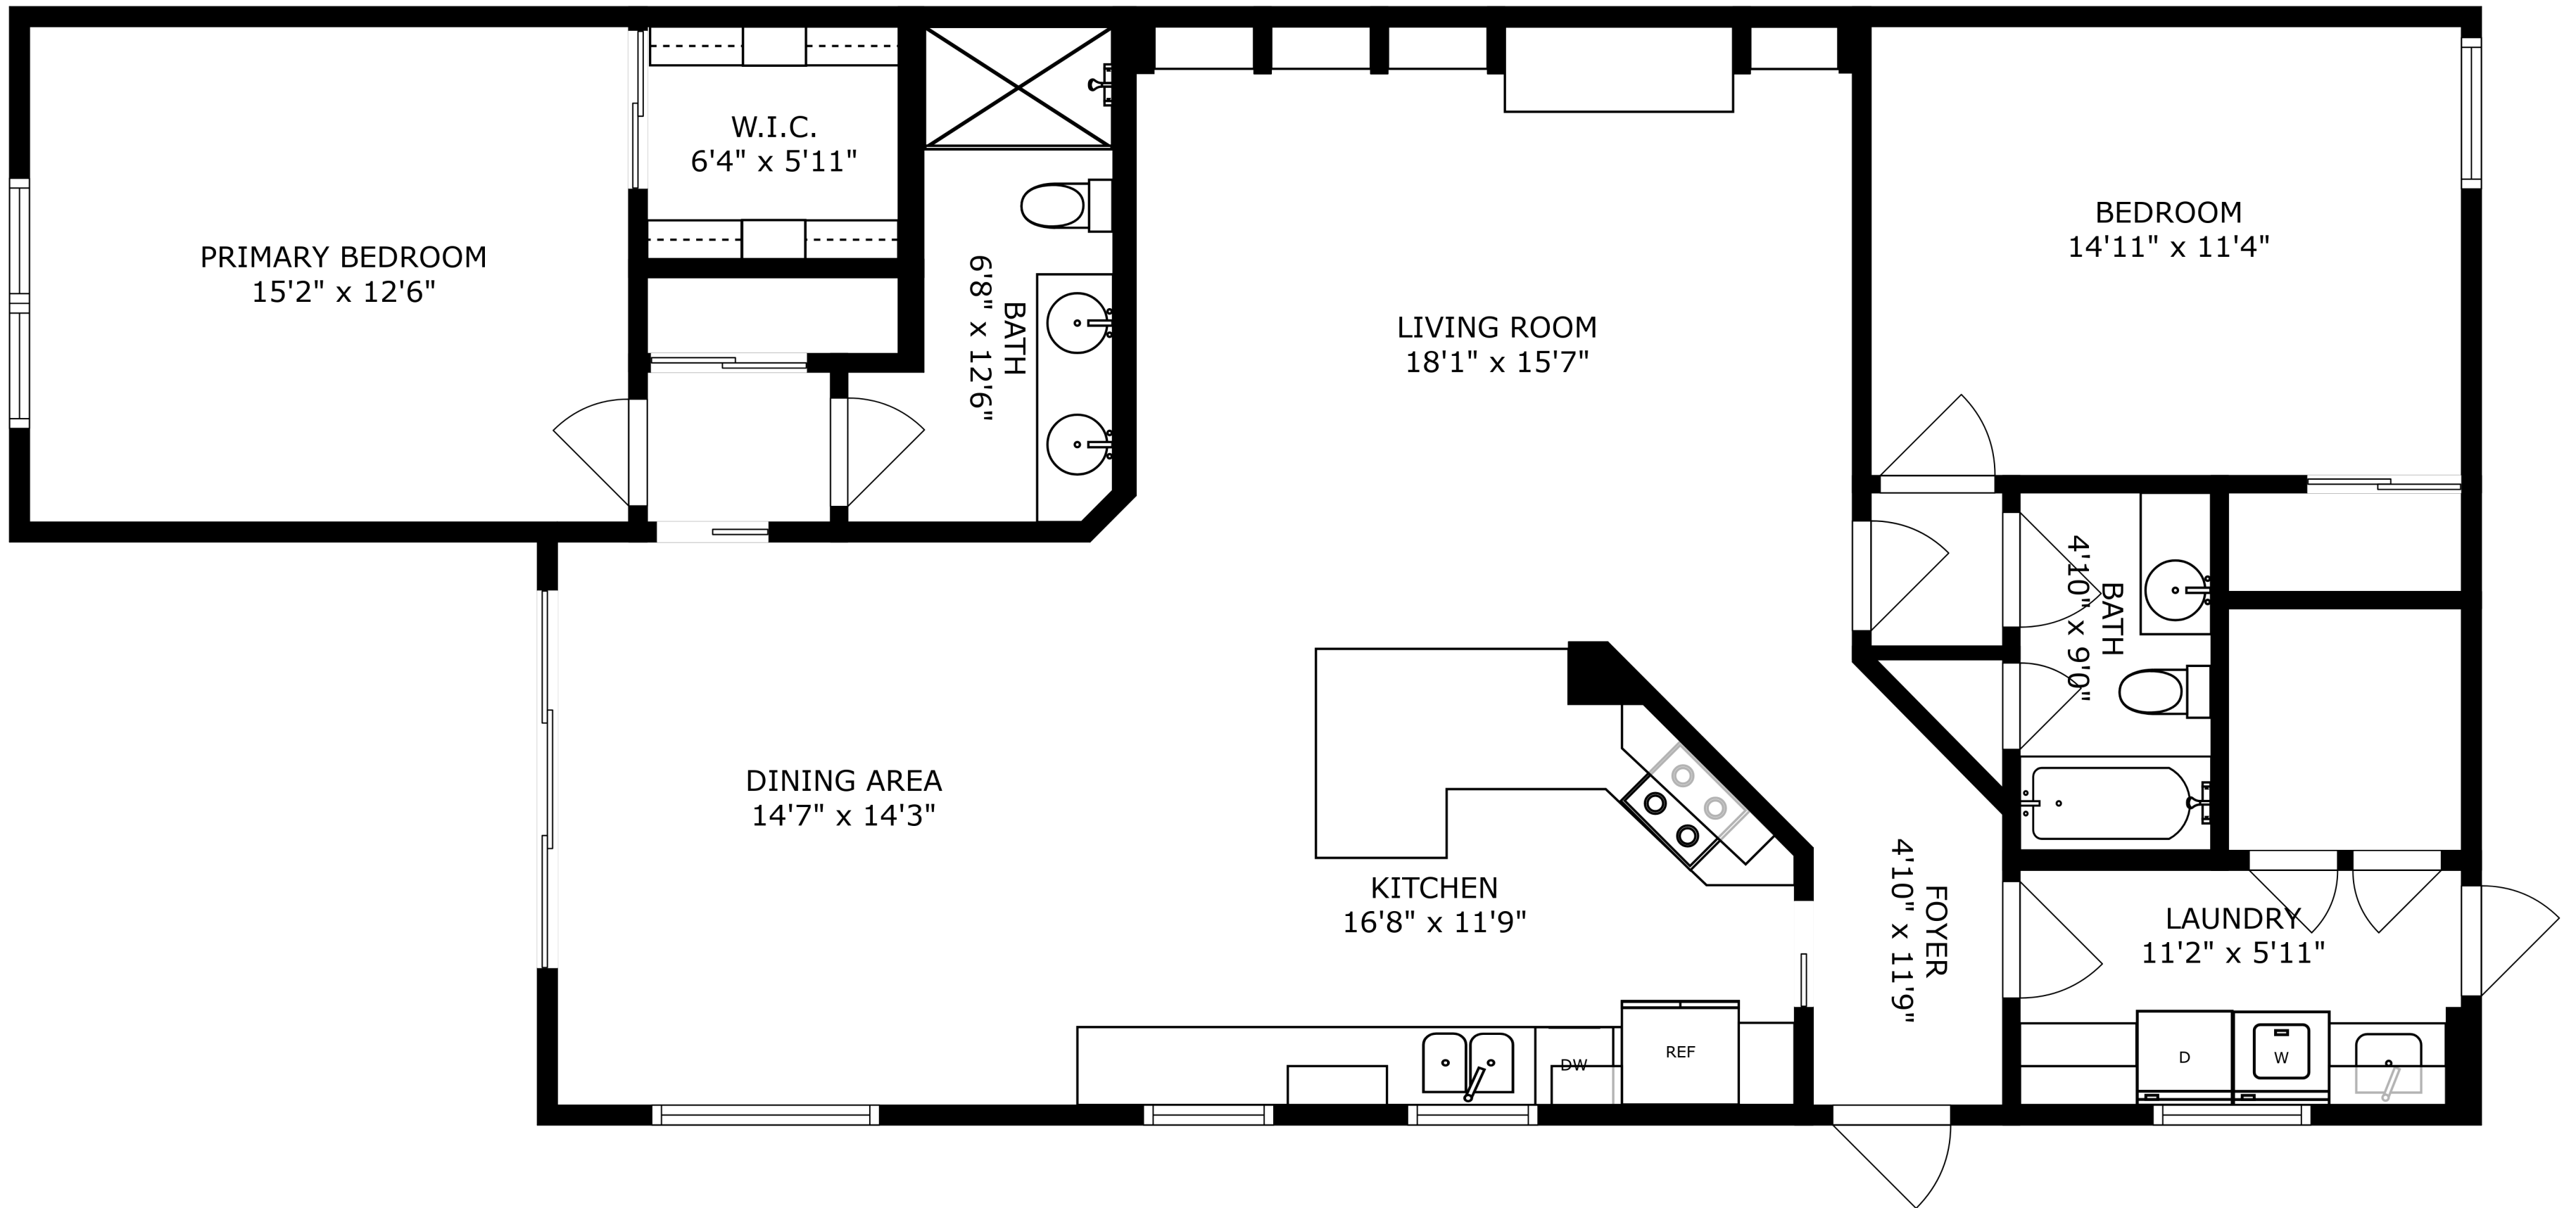 PRIMARY BEDROOM
15'2" x 12'6"
W.I.C.
6'4" x 5'11"
BATH
6'8" x 12'6"
LIVING ROOM
18'1" x 15'7"
BEDROOM
14'11" x 11'4"
BATH
4'10" x 9'0"
DINING AREA
14'7" x 14'3"
KITCHEN
16'8" x 11'9"
FOYER
4'10" x 11'9"
LAUNDRY
11'2" x 5'11"
DW
REF
D
W